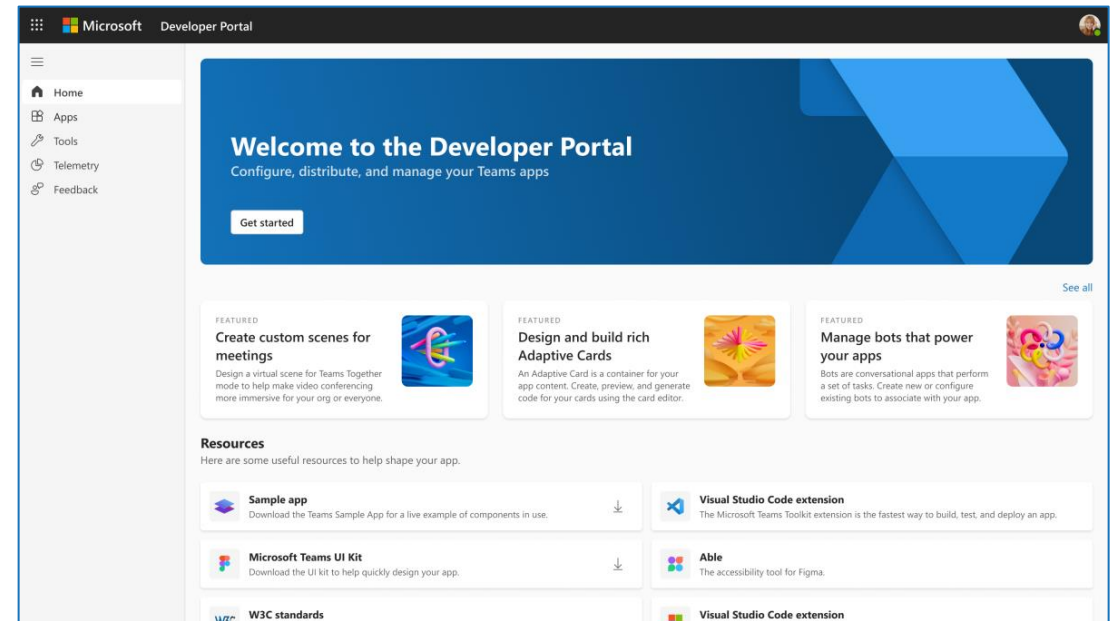 Microsoft Developer Portal
Home
Apps
Tools
Telemetry
Feedback
Welcome to the Developer Portal
Configure, distribute, and manage your Teams apps
Get started
See all
FEATURED
Create custom scenes for
meetings
Design a virtual scene for Teams Together
mode to help make video conferencing
more immersive for your org or everyone.
FEATURED
Design and build rich
Adaptive Cards
An Adaptive Card is a container for your
app content. Create, preview, and generate
code for your cards using the card editor.
FEATURED
Manage bots that power
your apps
Bots are conversational apps that perform
a set of tasks. Create new or configure
existing bots to associate with your app.
Resources
Here are some useful resources to help shape your app.
Sample app
Download the Teams Sample App for a live example of components in use.
Visual Studio Code extension
The Microsoft Teams Toolkit extension is the fastest way to build, test, and deploy an app.
Microsoft Teams UI Kit
Download the UI kit to help quickly design your app.
Able
The accessibility tool for Figma.
W3C
W3C standards
Visual Studio Code extension